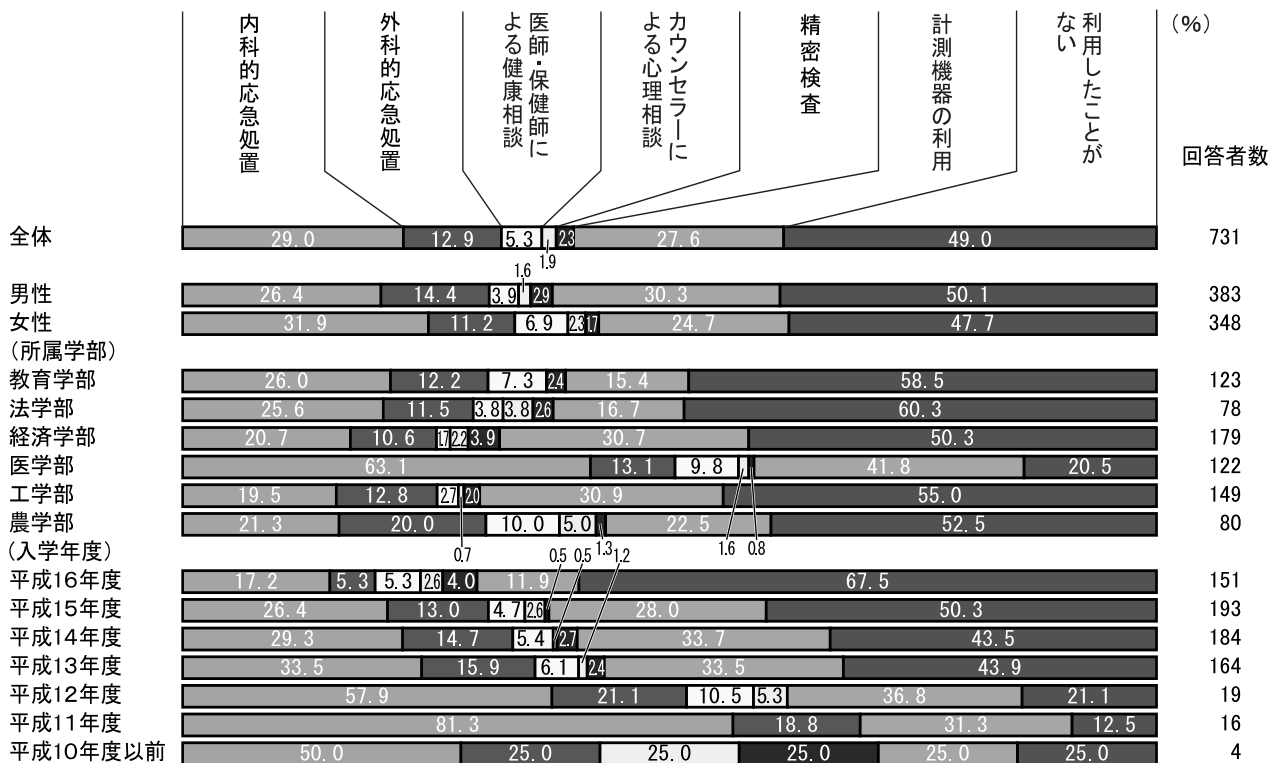 内科的応急処置
外科的応急処置
医師・保健師に
よる健康相談
カウンセラーに
よる心理相談
精密検査
計測機器の利用
利用したことが
ない
(%)
回答者数
全体 29.0 12.9 5.3 1.9 2.3 27.6 49.0 731
男性 26.4 14.4 3.9 1.6 2.9 30.3 50.1 383
女性 31.9 11.2 6.9 2.3 1.7 24.7 47.7 348
(所属学部)
教育学部 26.0 12.2 7.3 2.4 15.4 58.5 123
法学部 25.6 11.5 3.8 3.8 2.6 16.7 60.3 78
経済学部 20.7 10.6 1.7 2.2 3.9 30.7 50.3 179
医学部 63.1 13.1 9.8 1.6 0.8 41.8 20.5 122
工学部 19.5 12.8 2.7 0.7 2.0 30.9 55.0 149
農学部 21.3 20.0 10.0 5.0 1.3 22.5 52.5 80
(入学年度)
平成16年度 17.2 5.3 5.3 2.6 4.0 11.9 67.5 151
平成15年度 26.4 13.0 4.7 2.6 0.5 28.0 50.3 193
平成14年度 29.3 14.7 5.4 0.5 2.7 33.7 43.5 184
平成13年度 33.5 15.9 6.1 1.2 2.4 33.5 43.9 164
平成12年度 57.9 21.1 10.5 5.3 36.8 21.1 19
平成11年度 81.3 18.8 31.3 12.5 16
平成10年度以前 50.0 25.0 25.0 25.0 25.0 25.0 4